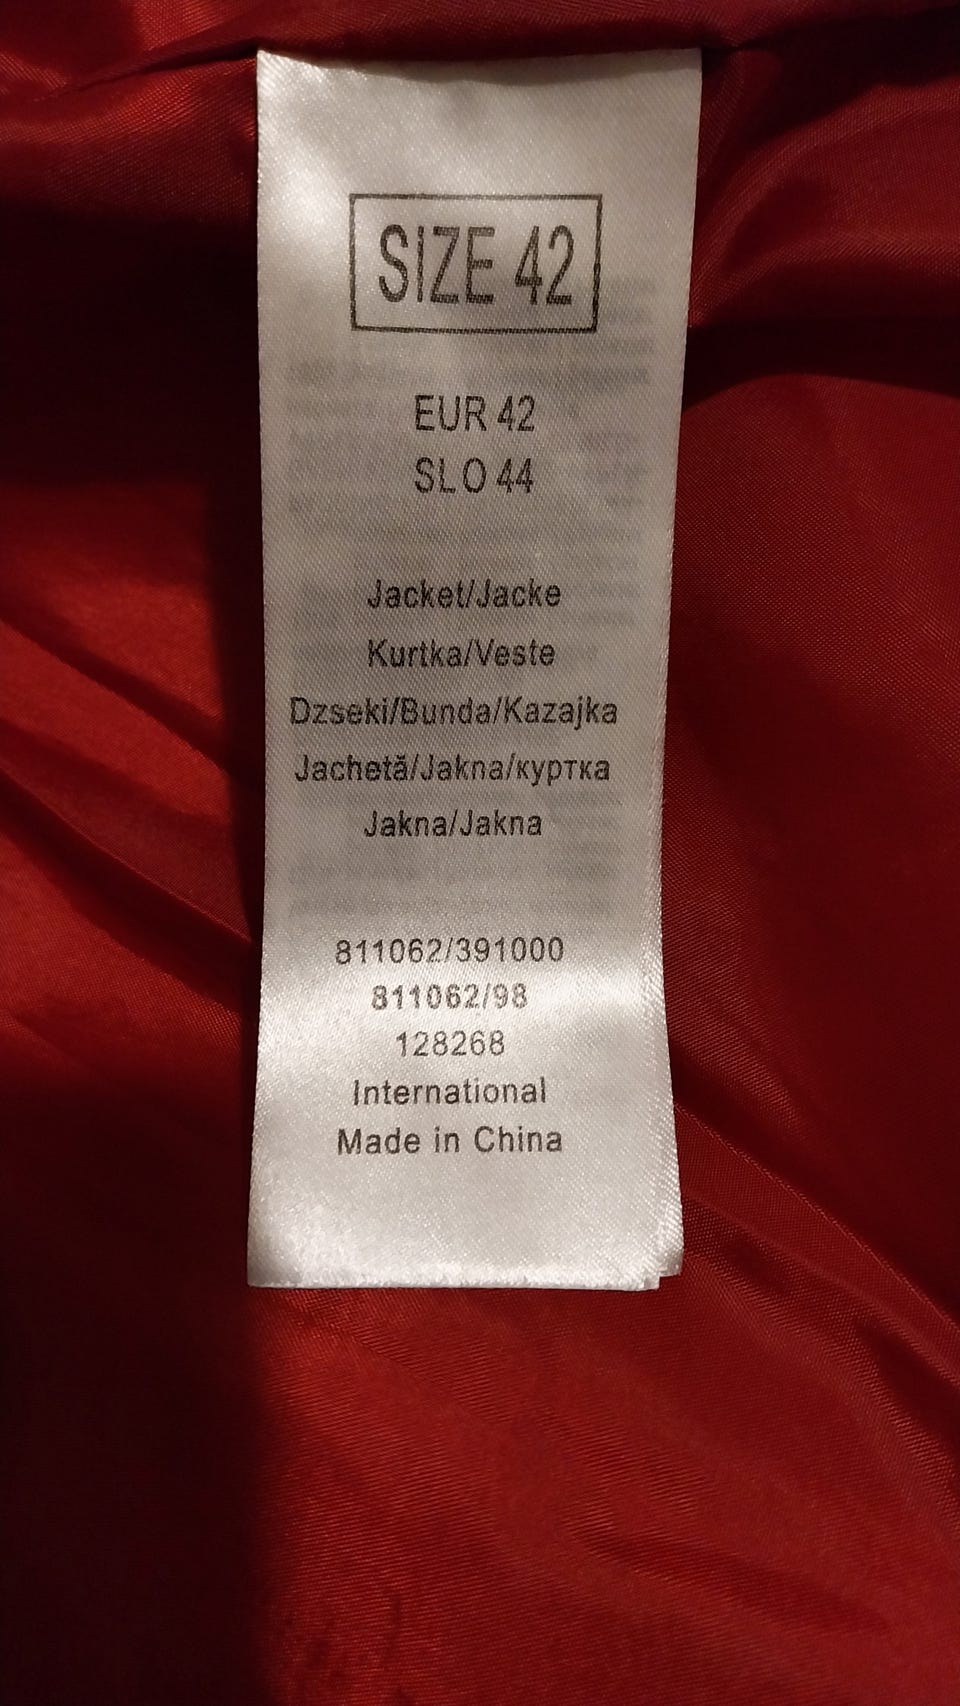 SIZE 42
EUR 42
SLO 44
Jacket/Jacke
Kurtka/Veste
Dzseki/Bunda/Kazajka
Jachetă/Jakna/куртка
Jakna/Jakna
811062/391000
811062/98
128268
International
Made in China